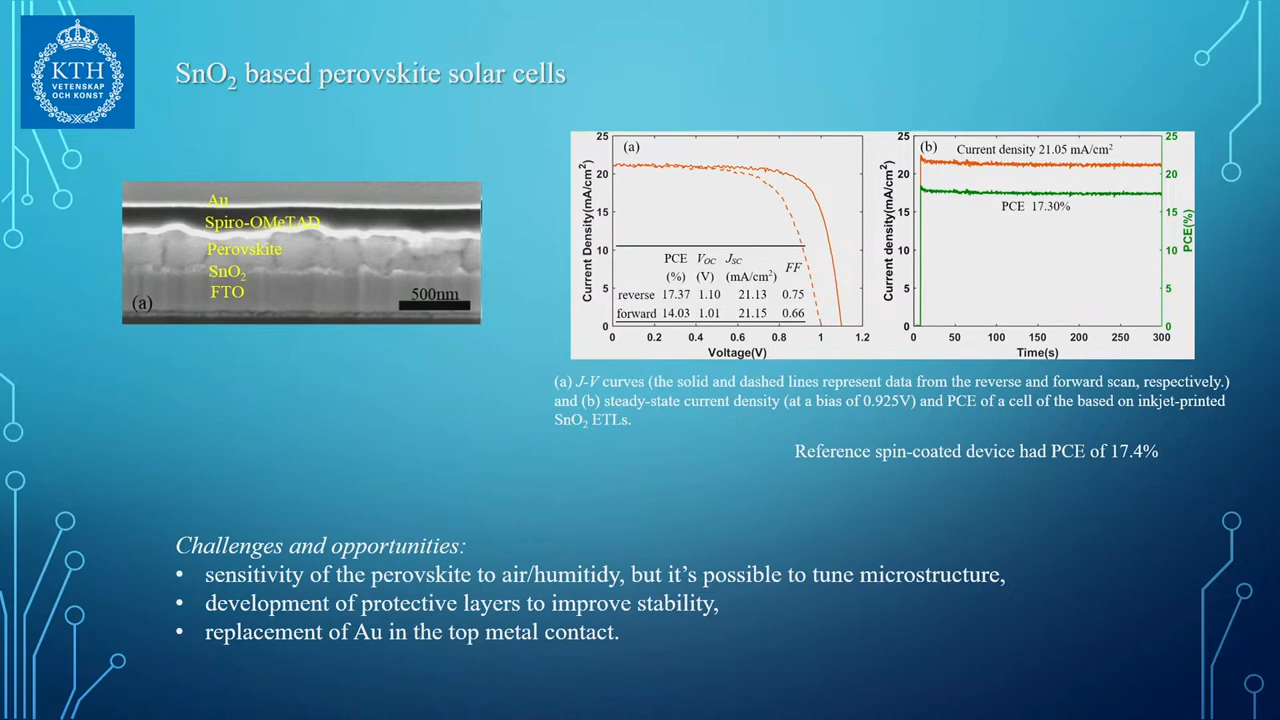 KTH
VETENSKAP
OCH KONST
SnO2 based perovskite solar cells
Au
Spiro-OMeTAD
Perovskite
SnO2
FTO
(a)
500nm
25
20
15
10
5
0
Current Density(mA/cm2)
(a)
PCE VOC JSC FF
(%) (V) (mA/cm2)
reverse 17.37 1.10 21.13 0.75
forward 14.03 1.01 21.15 0.66
0 0.2 0.4 0.6 0.8 1 1.2
Voltage(V)
25
20
15
10
5
0
Current density(mA/cm2)
(b)
Current density 21.05 mA/cm2
PCE 17.30%
0 50 100 150 200 250 300
Time(s)
25
20
15
10
5
0
PCE(%)
(a) J-V curves (the solid and dashed lines represent data from the reverse and forward scan, respectively.)
and (b) steady-state current density (at a bias of 0.925V) and PCE of a cell of the based on inkjet-printed
SnO2 ETLs.
Reference spin-coated device had PCE of 17.4%
Challenges and opportunities:
• sensitivity of the perovskite to air/humitidy, but it’s possible to tune microstructure,
• development of protective layers to improve stability,
• replacement of Au in the top metal contact.